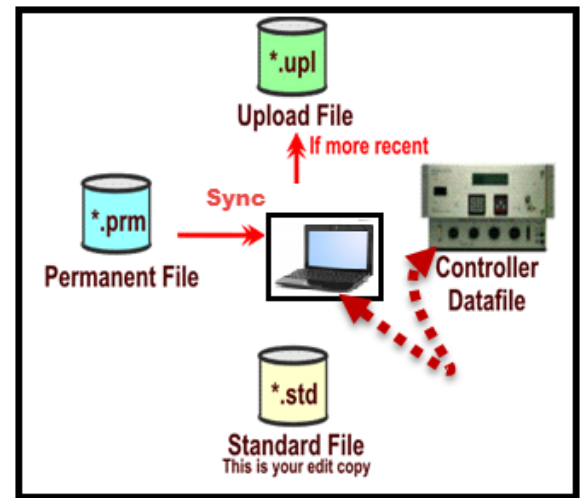 *.upl
Upload File
If more recent
Sync
*.prm
Permanent File
Controller
Datafile
*.std
Standard File
This is your edit copy